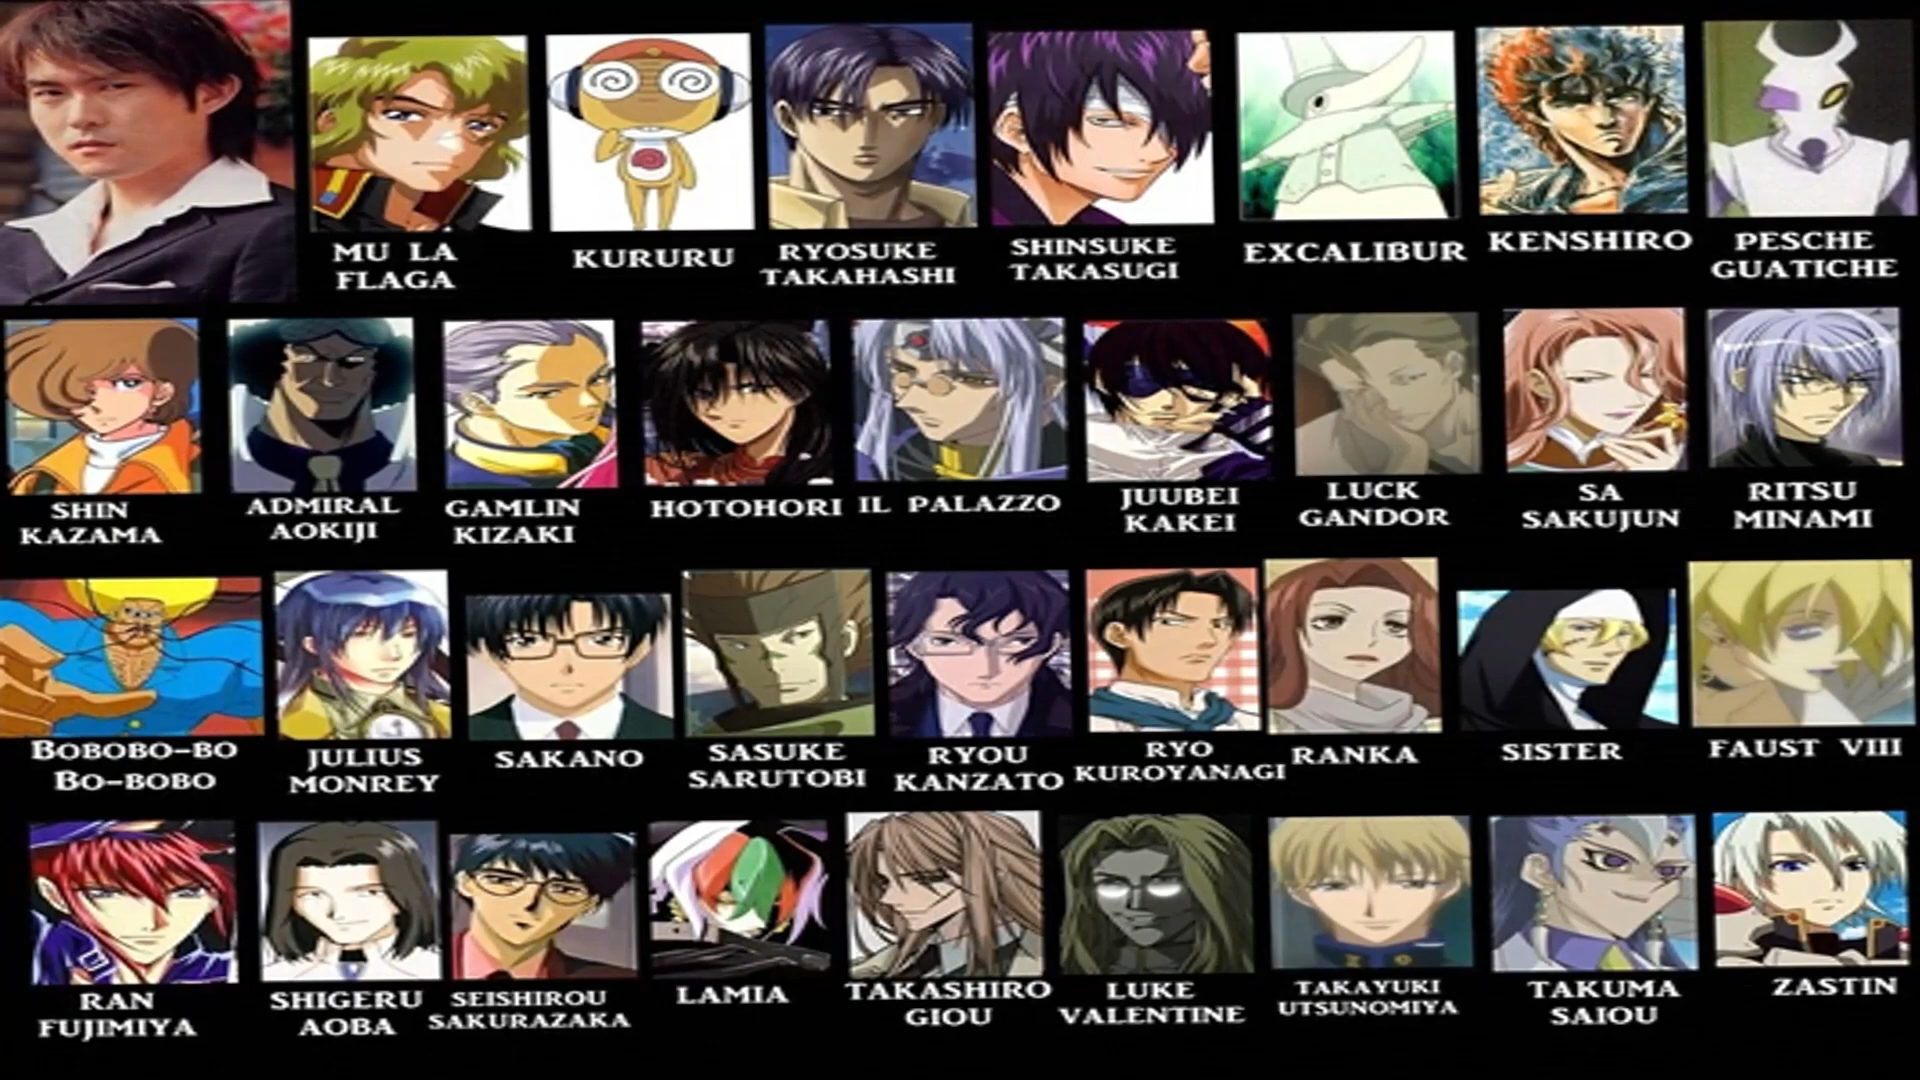 MU LA
FLAGA
KURURU
RYOSUKE
TAKAHASHI
SHINSUKE
TAKASUGI
EXCALIBUR
KENSHIRO
PESCHE
GUATICHE
SHIN
KAZAMA
ADMIRAL
AOKIJI
GAMLIN
KIZAKI
HOTOHORI
IL PALAZZO
JUUBEI
KAKEI
LUCK
GANDOR
SA
SAKUJUN
RITSU
MINAMI
BOBOBO-BO
BO-BOBO
JULIUS
MONREY
SAKANO
SASUKE
SARUTOBI
RYOU
KANZATO
RYO
KUROYANAGI
RANKA
SISTER
FAUST VIII
RAN
FUJIMIYA
SHIGERU
AOBA
SEISHIROU
SAKURAZAKA
LAMIA
TAKASHIRO
GIOU
LUKE
VALENTINE
TAKAYUKI
UTSUNOMIYA
TAKUMA
SAIOU
ZASTIN